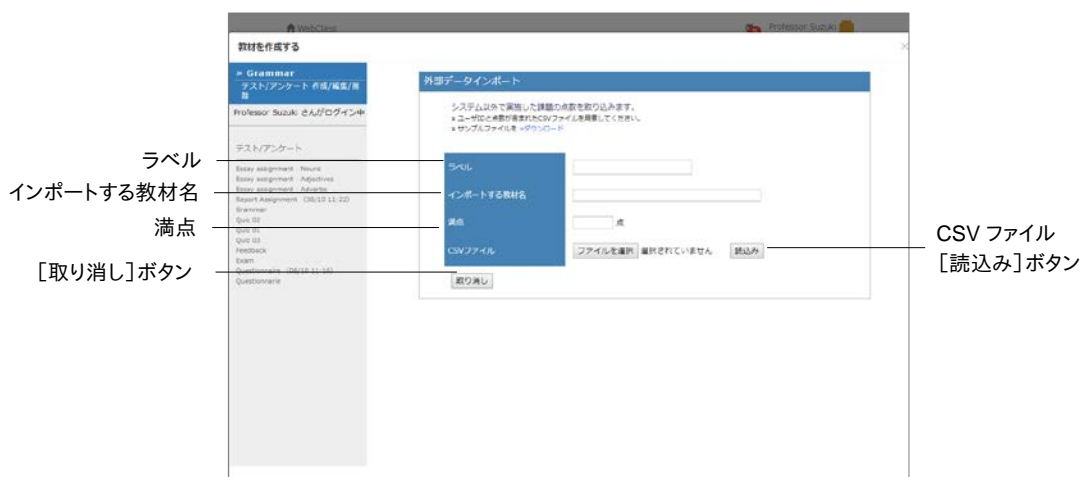 WebClass
Professor Suzuki
教材を作成する
×
» Grammar
テスト/アンケート 作成/編集/削
除
Professor Suzuki さんがログイン中
テスト/アンケート
Essay assignment : Nouns
Essay assignment : Adjectives
Essay assignment : Adverbs
Report Assignment (08/10 11:22)
Grammar
Quiz 02
Quiz 01
Quiz 03
Feedback
Exam
Questionnaire (08/10 11:16)
Questionnarie
外部データインポート
システム以外で実施した課題の点数を取り込みます。
» ユーザIDと点数が含まれたCSVファイルを用意してください。
» サンプルファイルを »ダウンロード
ラベル
インポートする教材名
満点
点
CSVファイル
ファイルを選択 選択されていません
読込み
取り消し
ラベル
インポートする教材名
満点
［取り消し］ボタン
CSV ファイル
［読込み］ボタン